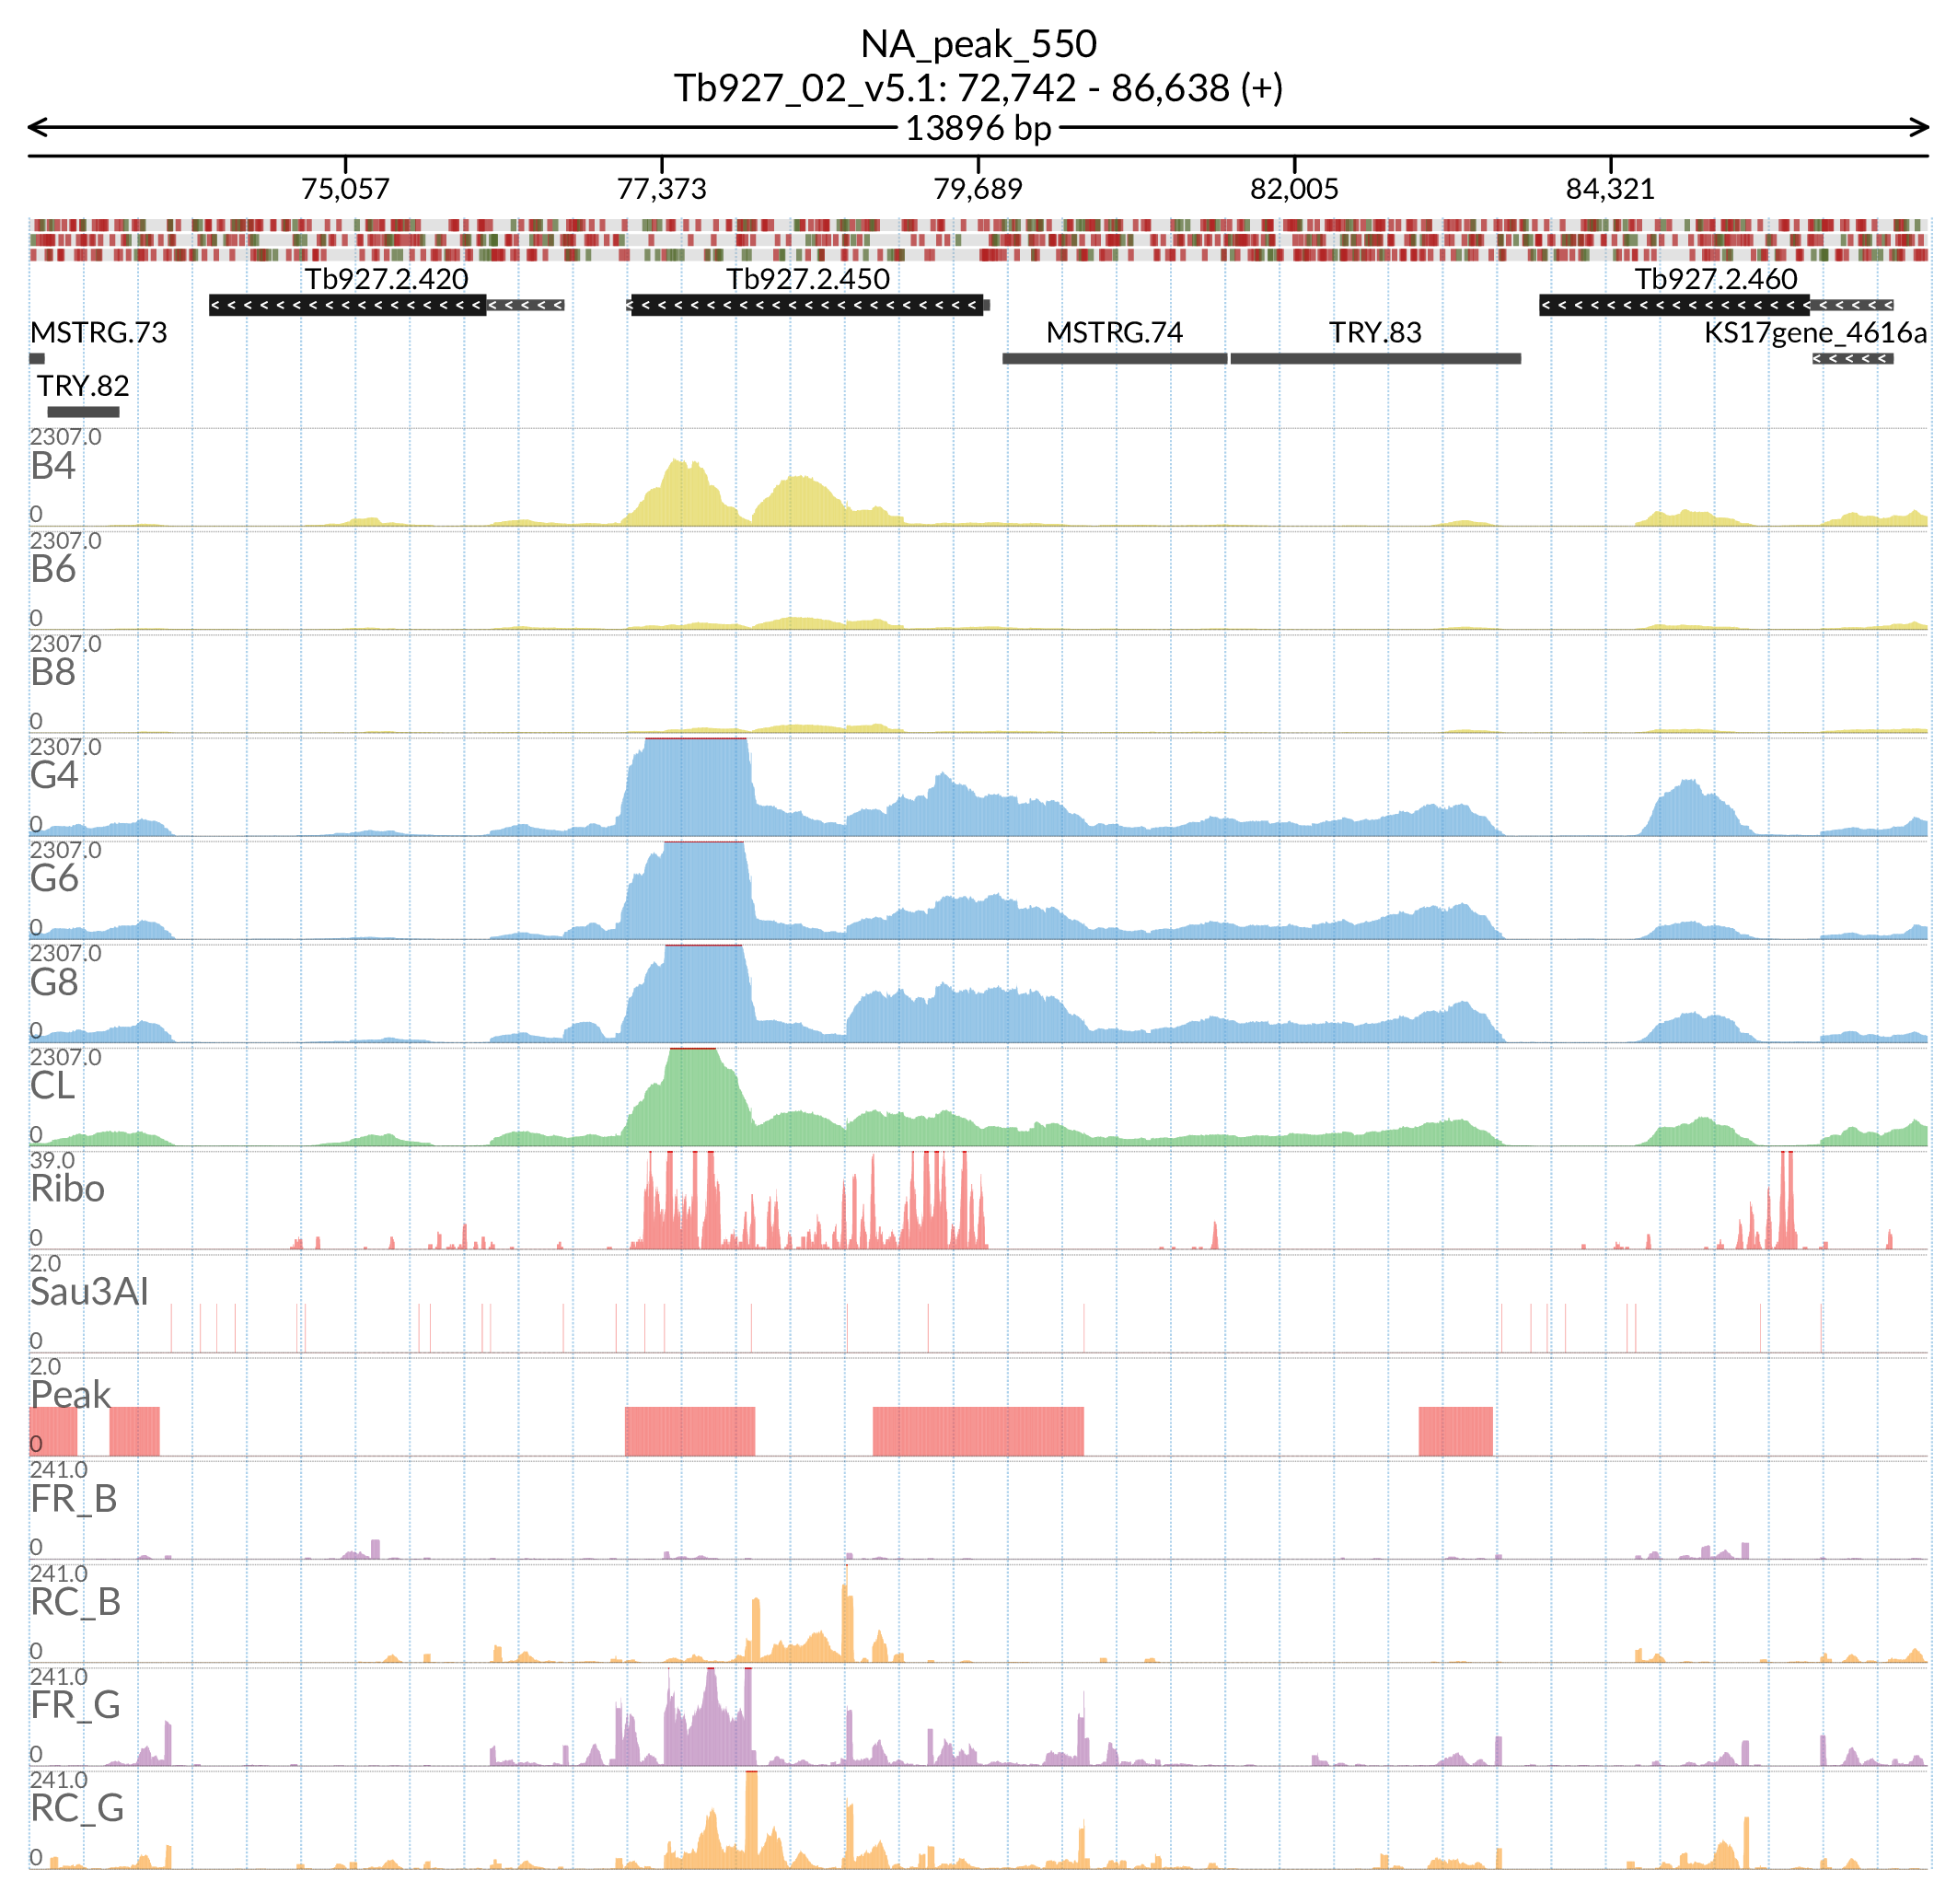 NA_peak_550
Tb927_02_v5.1: 72,742 - 86,638 (+)
13896 bp
75,057 77,373 79,689 82,005 84,321
Tb927.2.420 Tb927.2.450 Tb927.2.460
MSTRG.73 MSTRG.74 TRY.83 KS17gene_4616a
TRY.82
2307.0
B4
0
2307.0
B6
0
2307.0
B8
0
2307.0
G4
0
2307.0
G6
0
2307.0
G8
0
2307.0
CL
0
39.0
Ribo
0
2.0
Sau3AI
0
2.0
Peak
0
241.0
FR_B
0
241.0
RC_B
0
241.0
FR_G
0
241.0
RC_G
0